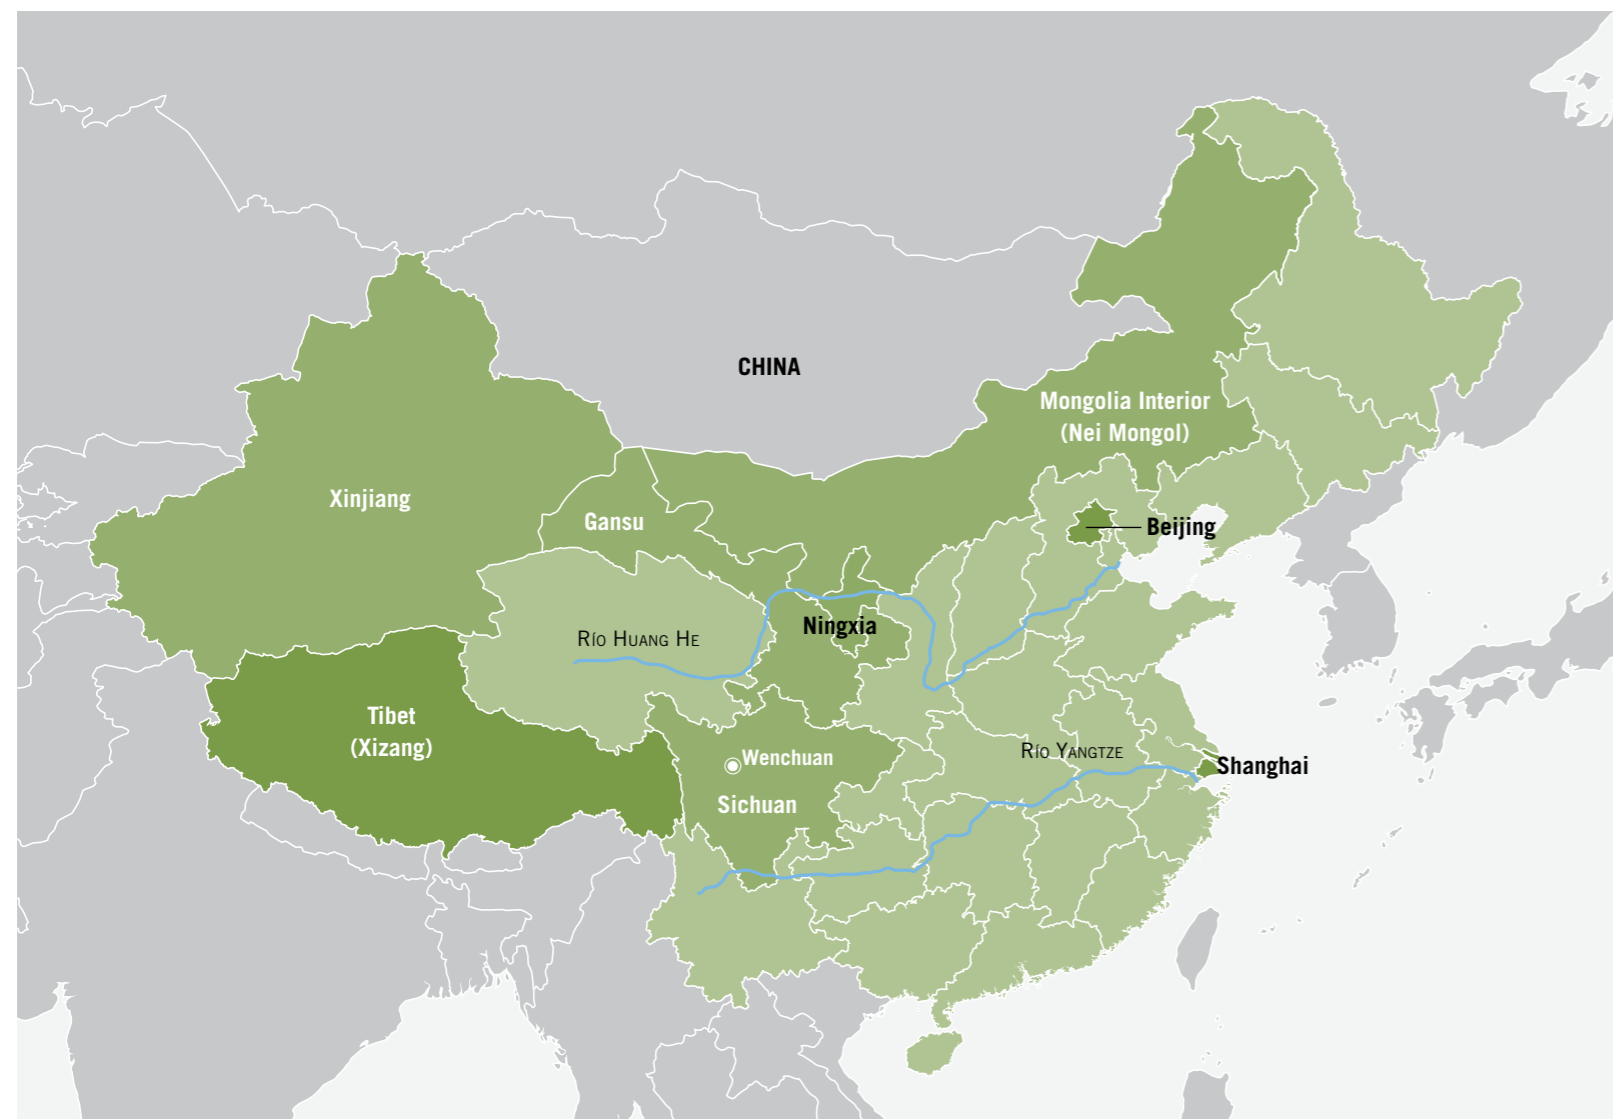 CHINA
Mongolia Interior
(Nei Mongol)
Xinjiang
Gansu
Beijing
Ningxia
Río Huang He
Tibet
(Xizang)
Río Yangtze
Wenchuan
Shanghai
Sichuan